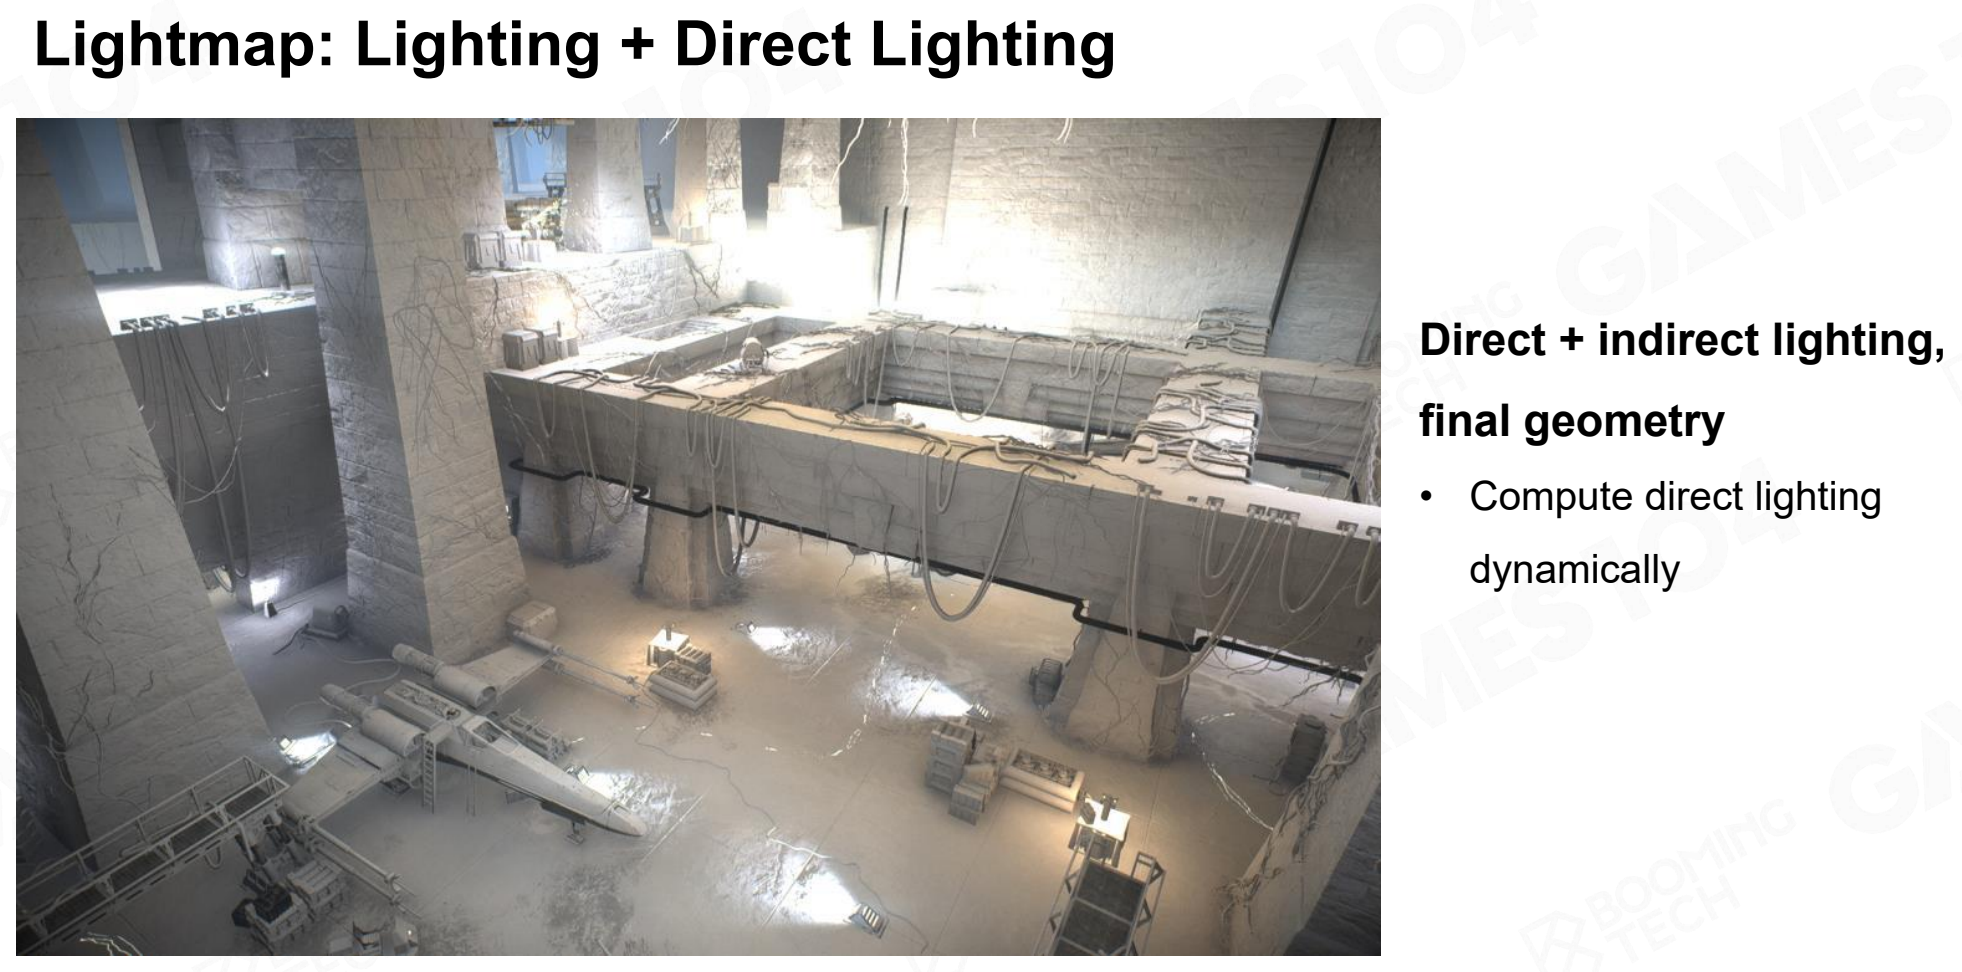 Lightmap: Lighting + Direct Lighting
Direct + indirect lighting,
final geometry
• Compute direct lighting
dynamically
GAMES104
BOOMING
TECH